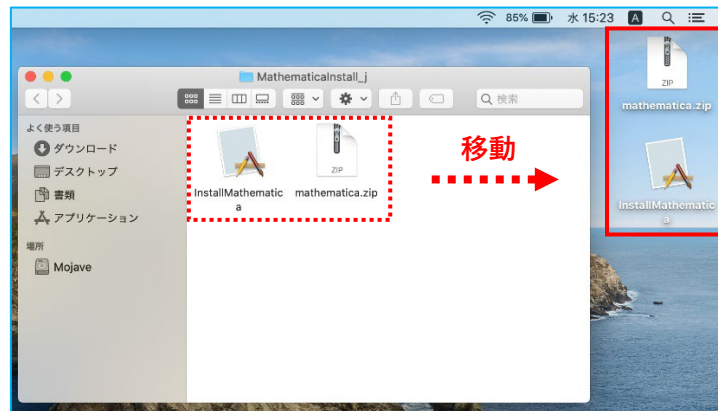 85% 水 15:23 A
MathematicaInstall_j
検索
よく使う項目
ダウンロード
デスクトップ
書類
アプリケーション
場所
Mojave
ZIP
InstallMathematic
a
mathematica.zip
移動
ZIP
mathematica.zip
InstallMathematic
a